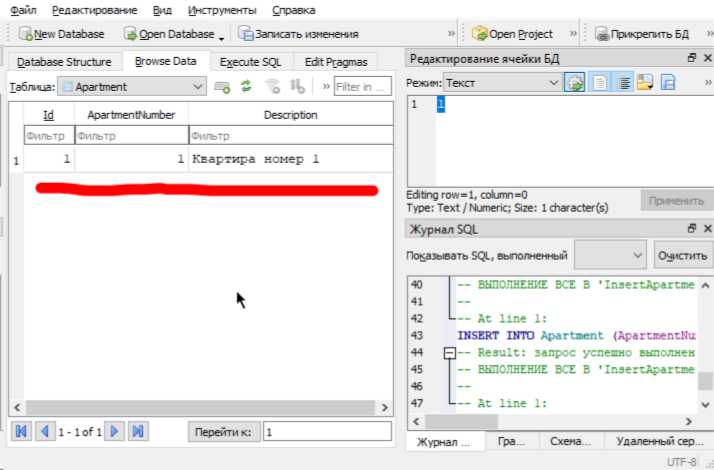 Файл Редактирование Вид Инструменты Справка
New Database Open Database Записать изменения » Open Project » Прикрепить БД »
Database Structure Browse Data Execute SQL Edit Pragmas
Таблица: Apartment » Filter in ...
Id ApartmentNumber Description
Фильтр Фильтр Фильтр
1 1 1 Квартира номер 1
1 - 1 of 1 Перейти к: 1
Редактирование ячейки БД
Режим: Текст »
1 1
Editing row=1, column=0
Type: Text / Numeric; Size: 1 character(s)
Применить
Журнал SQL
Показывать SQL, выполненный Очистить
40 -- ВЫПОЛНЕНИЕ ВСЕ В 'InsertApartme
41 --
42 -- At line 1:
43 INSERT INTO Apartment (ApartmentNu
44 -- Result: запрос успешно выполнен
45 -- ВЫПОЛНЕНИЕ ВСЕ В 'InsertApartme
46 --
47 -- At line 1:
Журнал ... Гра... Схема... Удаленный сер...
UTF-8